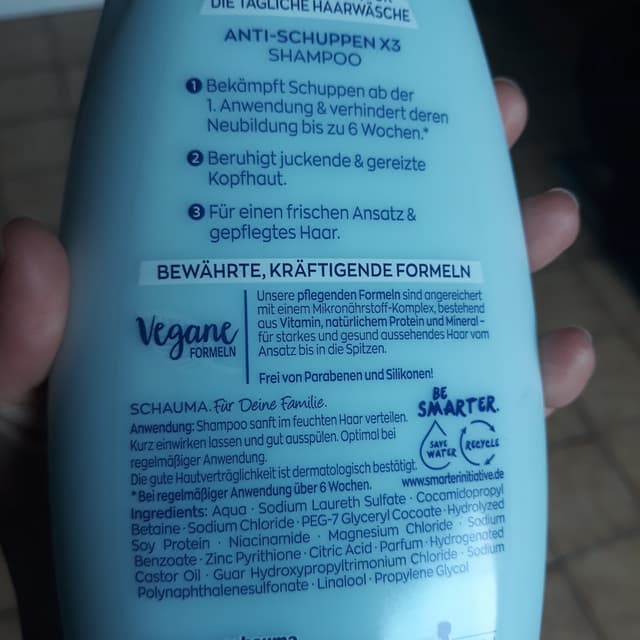 DIE TÄGLICHE HAARWÄSCHE
ANTI-SCHUPPEN X3
SHAMPOO
1 Bekämpft Schuppen ab der
1. Anwendung & verhindert deren
Neubildung bis zu 6 Wochen.*
2 Beruhigt juckende & gereizte
Kopfhaut.
3 Für einen frischen Ansatz &
gepflegtes Haar.
BEWÄHRTE, KRÄFTIGENDE FORMELN
Vegane
FORMELN
Unsere pflegenden Formeln sind angereichert
mit einem Mikronährstoff-Komplex, bestehend
aus Vitamin, natürlichem Protein und Mineral –
für starkes und gesund aussehendes Haar vom
Ansatz bis in die Spitzen.
Frei von Parabenen und Silikonen!
SCHAUMA. Für Deine Familie.
Anwendung: Shampoo sanft im feuchten Haar verteilen.
Kurz einwirken lassen und gut ausspülen. Optimal bei
regelmäßiger Anwendung.
Die gute Hautverträglichkeit ist dermatologisch bestätigt.
*Bei regelmäßiger Anwendung über 6 Wochen.
BE
SMARTER.
SAVE
WATER
RECYCLE
www.smarterinitiative.de
Ingredients: Aqua · Sodium Laureth Sulfate · Cocamidopropyl
Betaine · Sodium Chloride · PEG-7 Glyceryl Cocoate · Hydrolyzed
Soy Protein · Niacinamide · Magnesium Chloride · Sodium
Benzoate · Zinc Pyrithione · Citric Acid · Parfum · Hydrogenated
Castor Oil · Guar Hydroxypropyltrimonium Chloride · Sodium
Polynaphthalenesulfonate · Linalool · Propylene Glycol